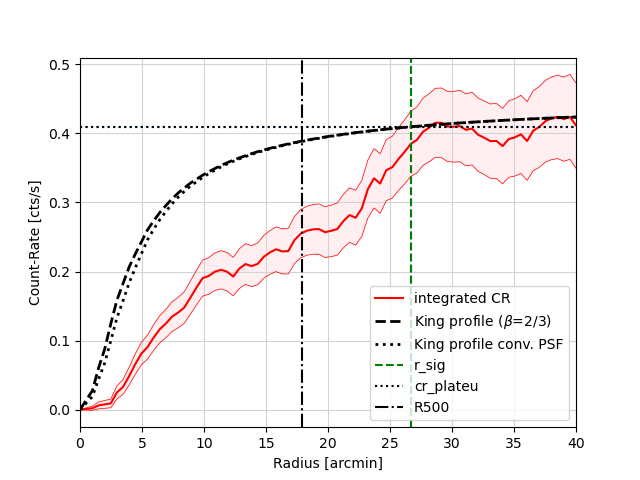 0.5
0.4
0.3
0.2
0.1
0.0
Count-Rate [cts/s]
integrated CR
King profile (β=2/3)
King profile conv. PSF
r_sig
cr_plateu
R500
0 5 10 15 20 25 30 35 40
Radius [arcmin]